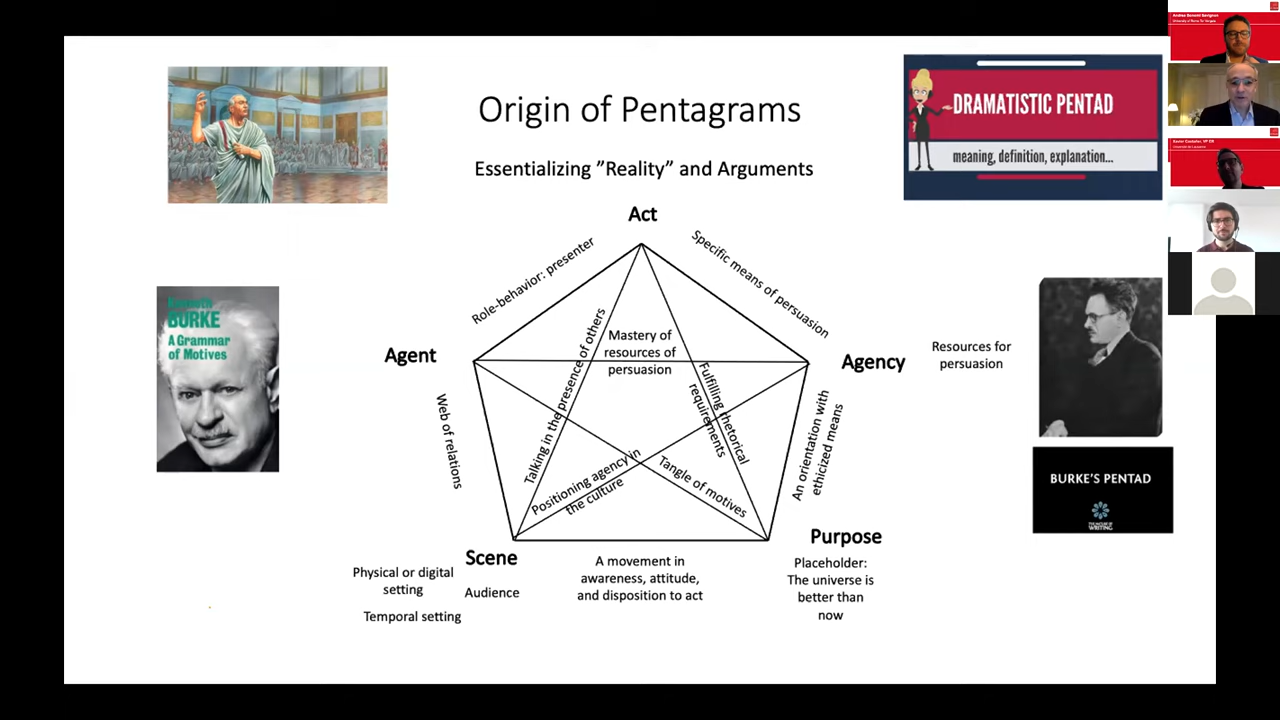 Origin of Pentagrams
Essentializing ”Reality” and Arguments
DRAMATISTIC PENTAD
meaning, definition, explanation...
Act
Role-behavior: presenter
Specific means of persuasion
Kenneth
BURKE
A Grammar
of Motives
Agent
Mastery of
resources of
persuasion
Agency
Resources for
persuasion
Talking in the presence of others
Fulfilling rhetorical
requirements
Web of relations
An orientation with
ethicized means
Positioning agency in
the culture
Tangle of motives
BURKE'S PENTAD
WRITING
Scene
Purpose
Physical or digital
setting
Audience
Temporal setting
A movement in
awareness, attitude,
and disposition to act
Placeholder:
The universe is
better than
now